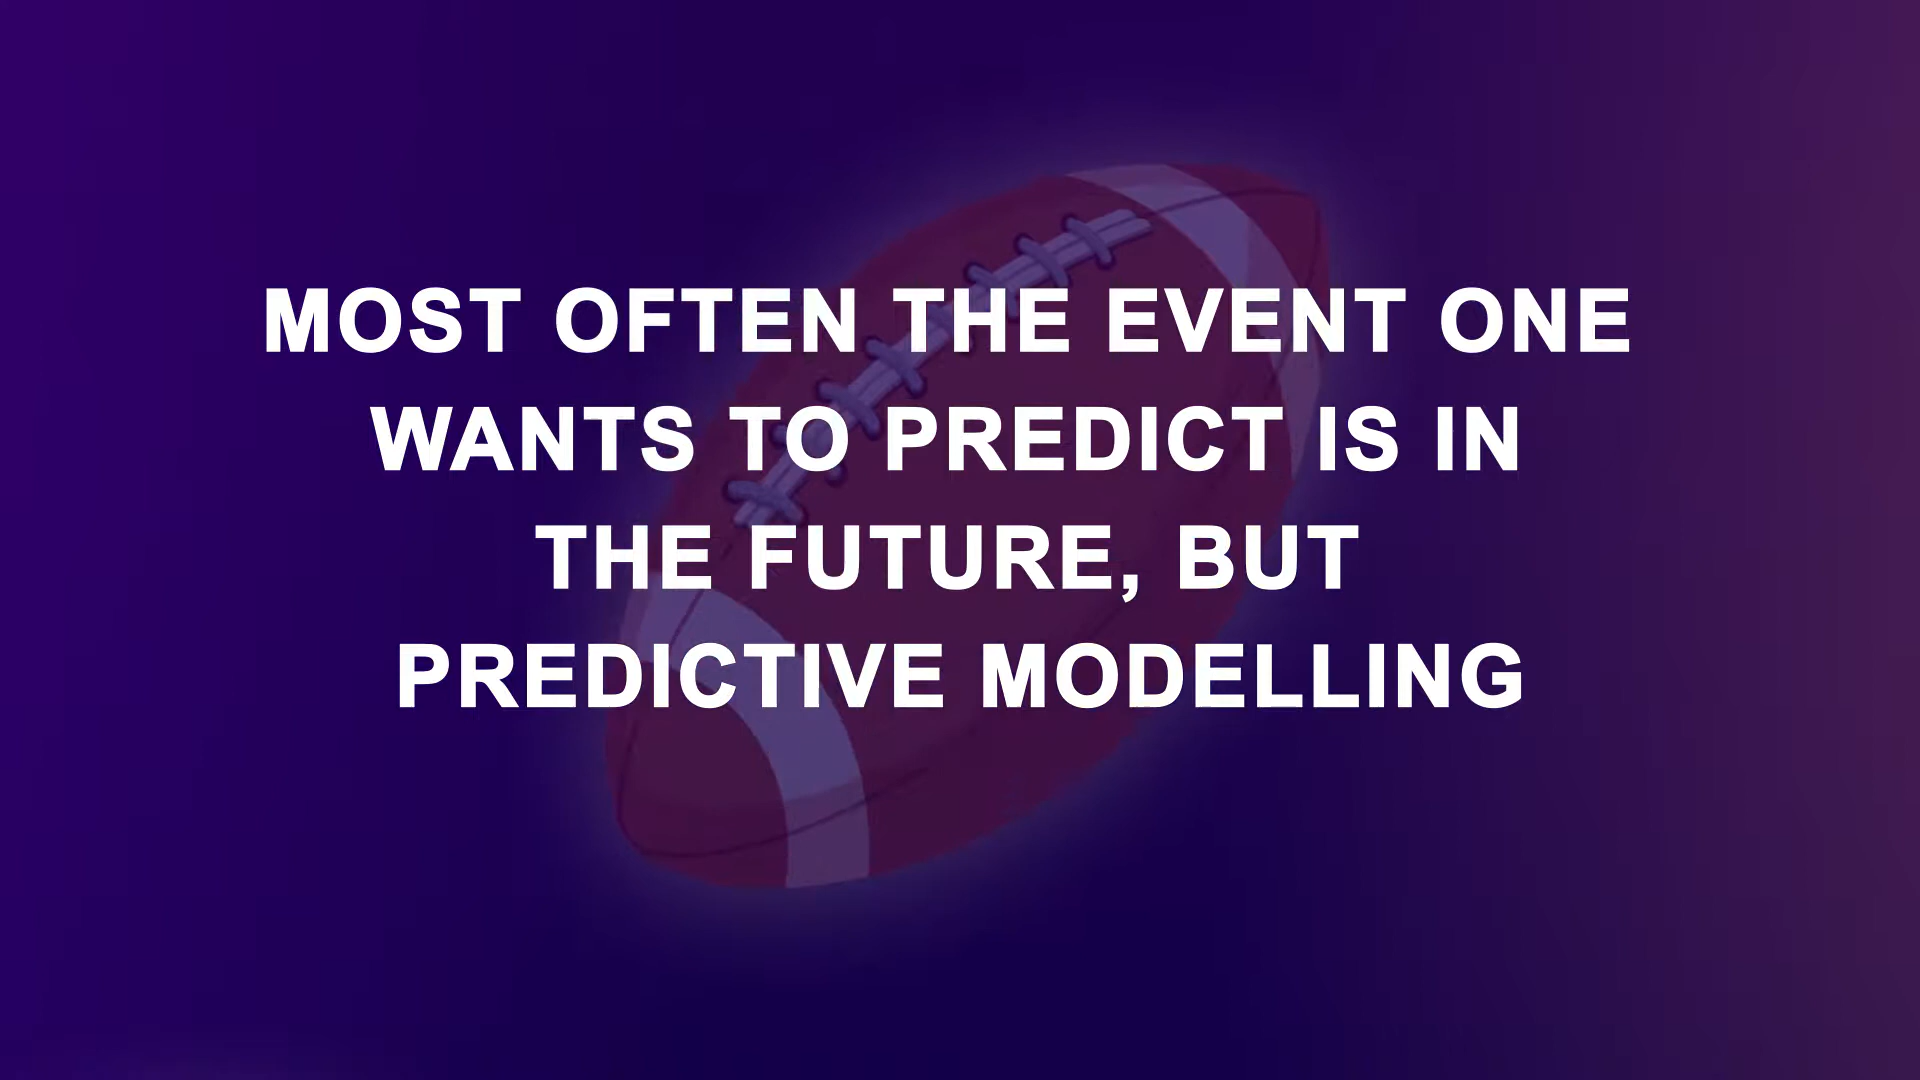 MOST OFTEN THE EVENT ONE
WANTS TO PREDICT IS IN
THE FUTURE, BUT
PREDICTIVE MODELLING